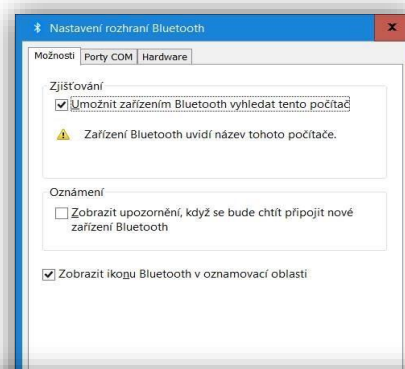 Nastavení rozhraní Bluetooth
x
Možnosti Porty COM Hardware
Zjišťování
Umožnit zařízením Bluetooth vyhledat tento počítač
Zařízení Bluetooth uvidí název tohoto počítače.
Oznámení
Zobrazit upozornění, když se bude chtít připojit nové
zařízení Bluetooth
Zobrazit ikonu Bluetooth v oznamovací oblasti